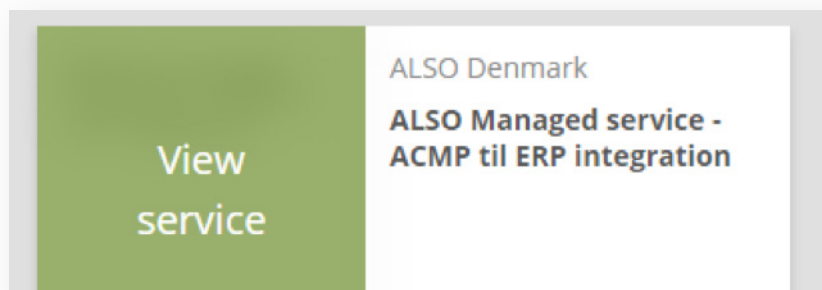 View
service
ALSO Denmark
ALSO Managed service -
ACMP til ERP integration